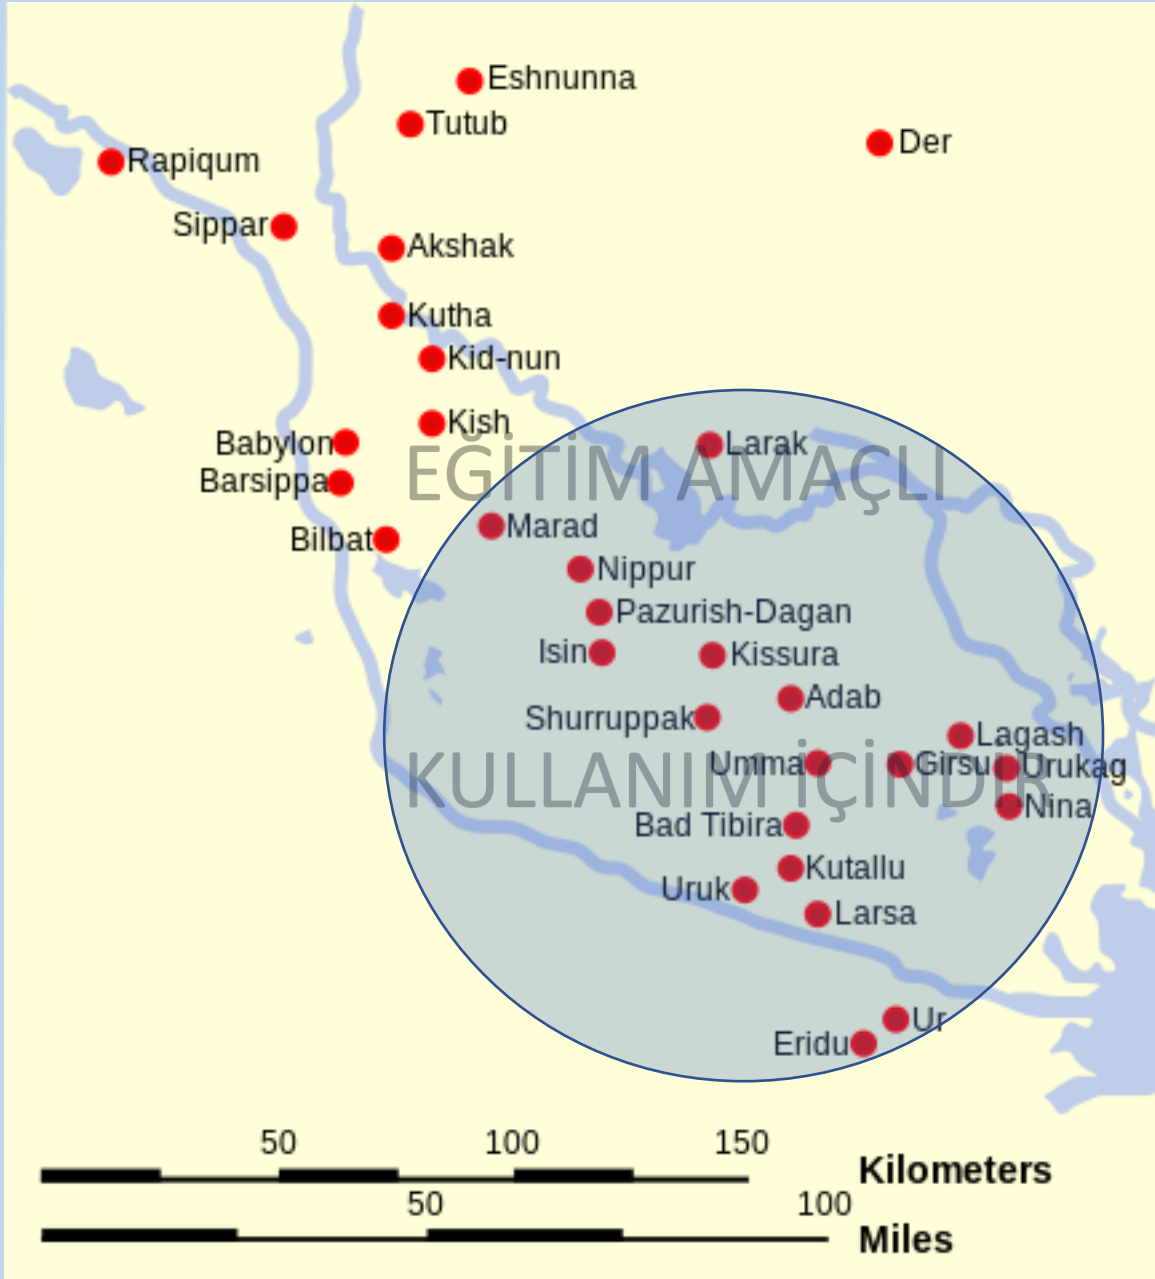 Eshnunna
Tutub
Der
Rapiqum
Sippar
Akshak
Kutha
Kid-nun
Kish
Babylon
Larak
EĞİTİM AMAÇLI
Barsippa
Marad
Bilbat
Nippur
Pazurish-Dagan
Isin
Kissura
Adab
Shurruppak
Lagash
Umma
Girsu
Urukag
KULLANIM İÇİNDİR
Nina
Bad Tibira
Kutallu
Uruk
Larsa
Ur
Eridu
50 100 150
Kilometers
50 100
Miles